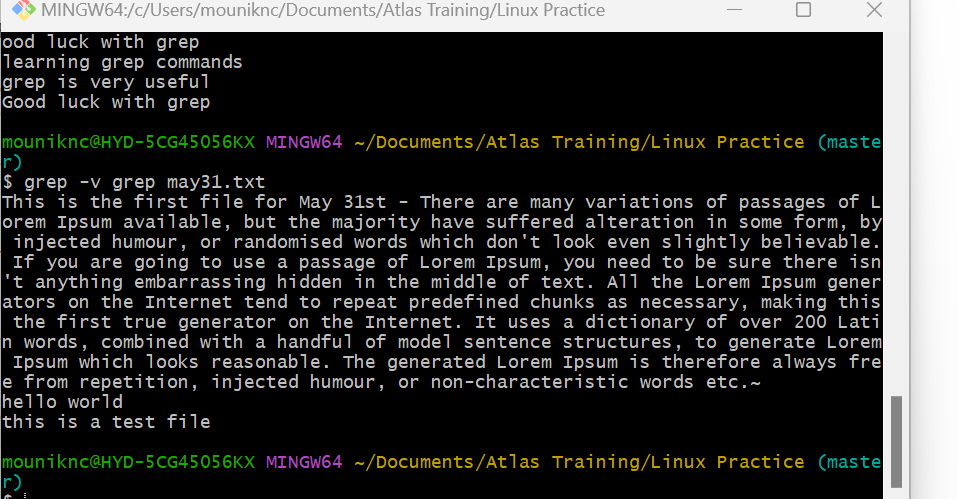 MINGW64:/c/Users/mouniknc/Documents/Atlas Training/Linux Practice
ood luck with grep
learning grep commands
grep is very useful
Good luck with grep
mouniknc@HYD-5CG45056KX MINGW64 ~/Documents/Atlas Training/Linux Practice (maste
r)
$ grep -v grep may31.txt
This is the first file for May 31st - There are many variations of passages of L
orem Ipsum available, but the majority have suffered alteration in some form, by
 injected humour, or randomised words which don't look even slightly believable.
 If you are going to use a passage of Lorem Ipsum, you need to be sure there isn
't anything embarrassing hidden in the middle of text. All the Lorem Ipsum gener
ators on the Internet tend to repeat predefined chunks as necessary, making this
 the first true generator on the Internet. It uses a dictionary of over 200 Lati
n words, combined with a handful of model sentence structures, to generate Lorem
 Ipsum which looks reasonable. The generated Lorem Ipsum is therefore always fre
e from repetition, injected humour, or non-characteristic words etc.~
hello world
this is a test file
mouniknc@HYD-5CG45056KX MINGW64 ~/Documents/Atlas Training/Linux Practice (maste
r)
$